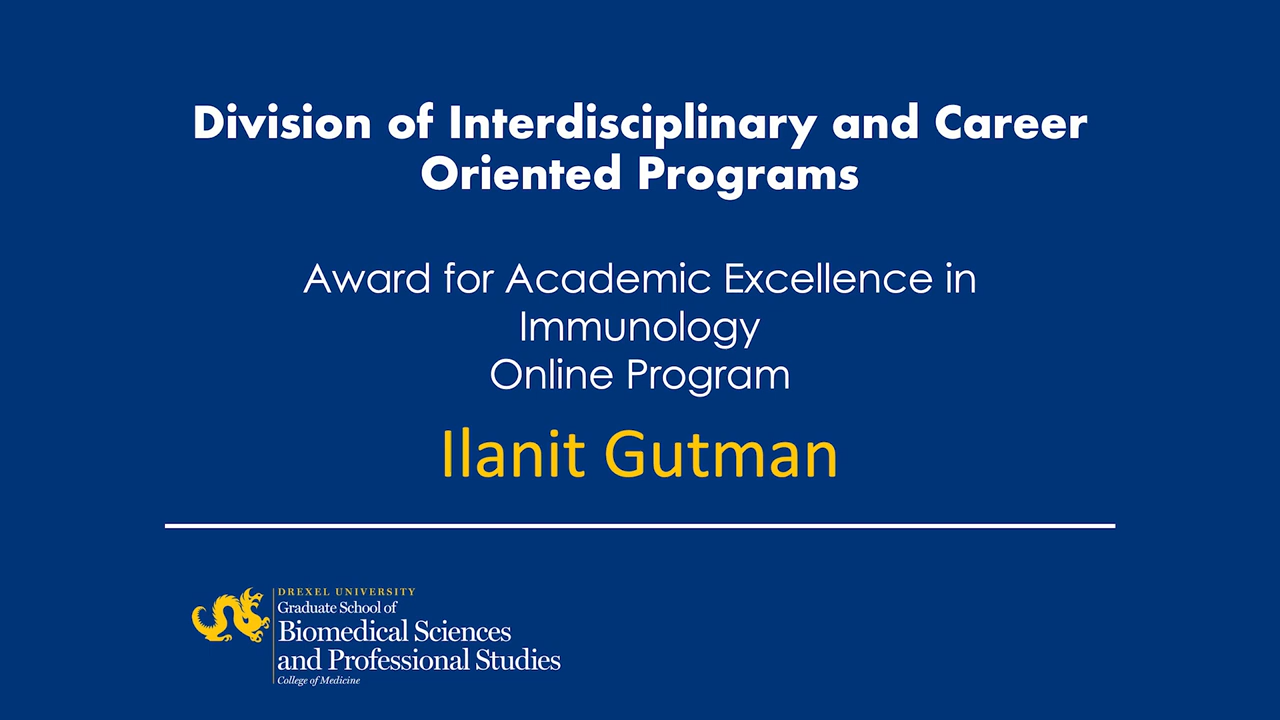 Division of Interdisciplinary and Career
Oriented Programs
Award for Academic Excellence in
Immunology
Online Program
Ilanit Gutman
DREXEL UNIVERSITY
Graduate School of
Biomedical Sciences
and Professional Studies
College of Medicine